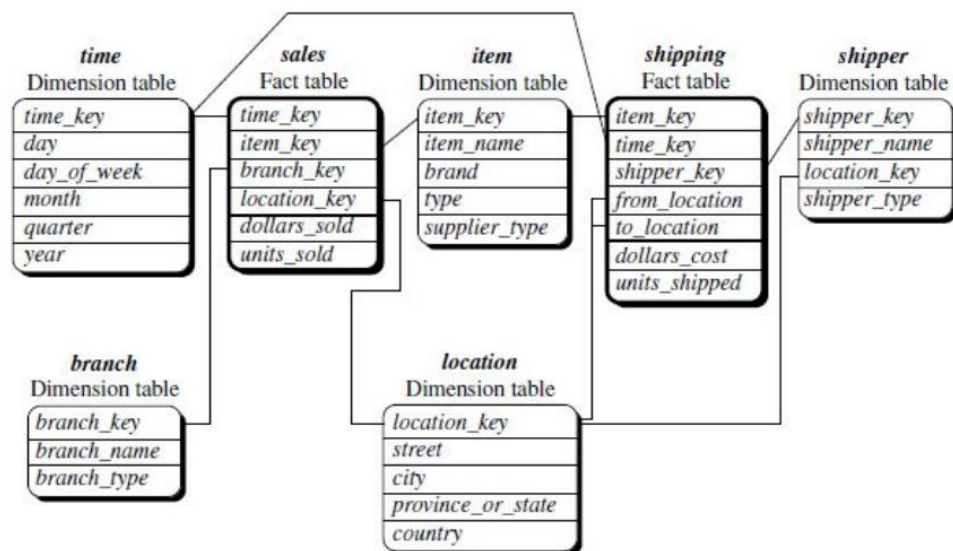 time
Dimension table
time_key
day
day_of_week
month
quarter
year
sales
Fact table
time_key
item_key
branch_key
location_key
dollars_sold
units_sold
item
Dimension table
item_key
item_name
brand
type
supplier_type
shipping
Fact table
item_key
time_key
shipper_key
from_location
to_location
dollars_cost
units_shipped
shipper
Dimension table
shipper_key
shipper_name
location_key
shipper_type
branch
Dimension table
branch_key
branch_name
branch_type
location
Dimension table
location_key
street
city
province_or_state
country